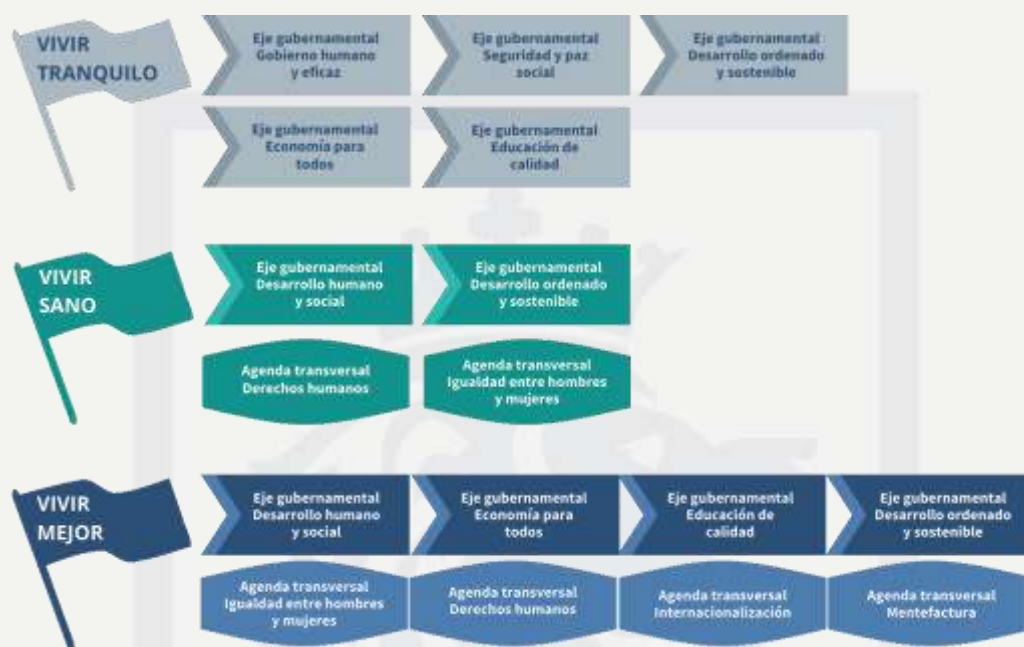 VIVIR
TRANQUILO
Eje gubernamental
Gobierno humano
y eficaz
Eje gubernamental
Seguridad y paz
social
Eje gubernamental
Desarrollo ordenado
y sostenible
Eje gubernamental
Economía para
todos
Eje gubernamental
Educación de
calidad
VIVIR
SANO
Eje gubernamental
Desarrollo humano
y social
Eje gubernamental
Desarrollo ordenado
y sostenible
Agenda transversal
Derechos humanos
Agenda transversal
Igualdad entre hombres
y mujeres
VIVIR
MEJOR
Eje gubernamental
Desarrollo humano
y social
Eje gubernamental
Economía para
todos
Eje gubernamental
Educación de
calidad
Eje gubernamental
Desarrollo ordenado
y sostenible
Agenda transversal
Igualdad entre hombres
y mujeres
Agenda transversal
Derechos humanos
Agenda transversal
Internacionalización
Agenda transversal
Mentefactura